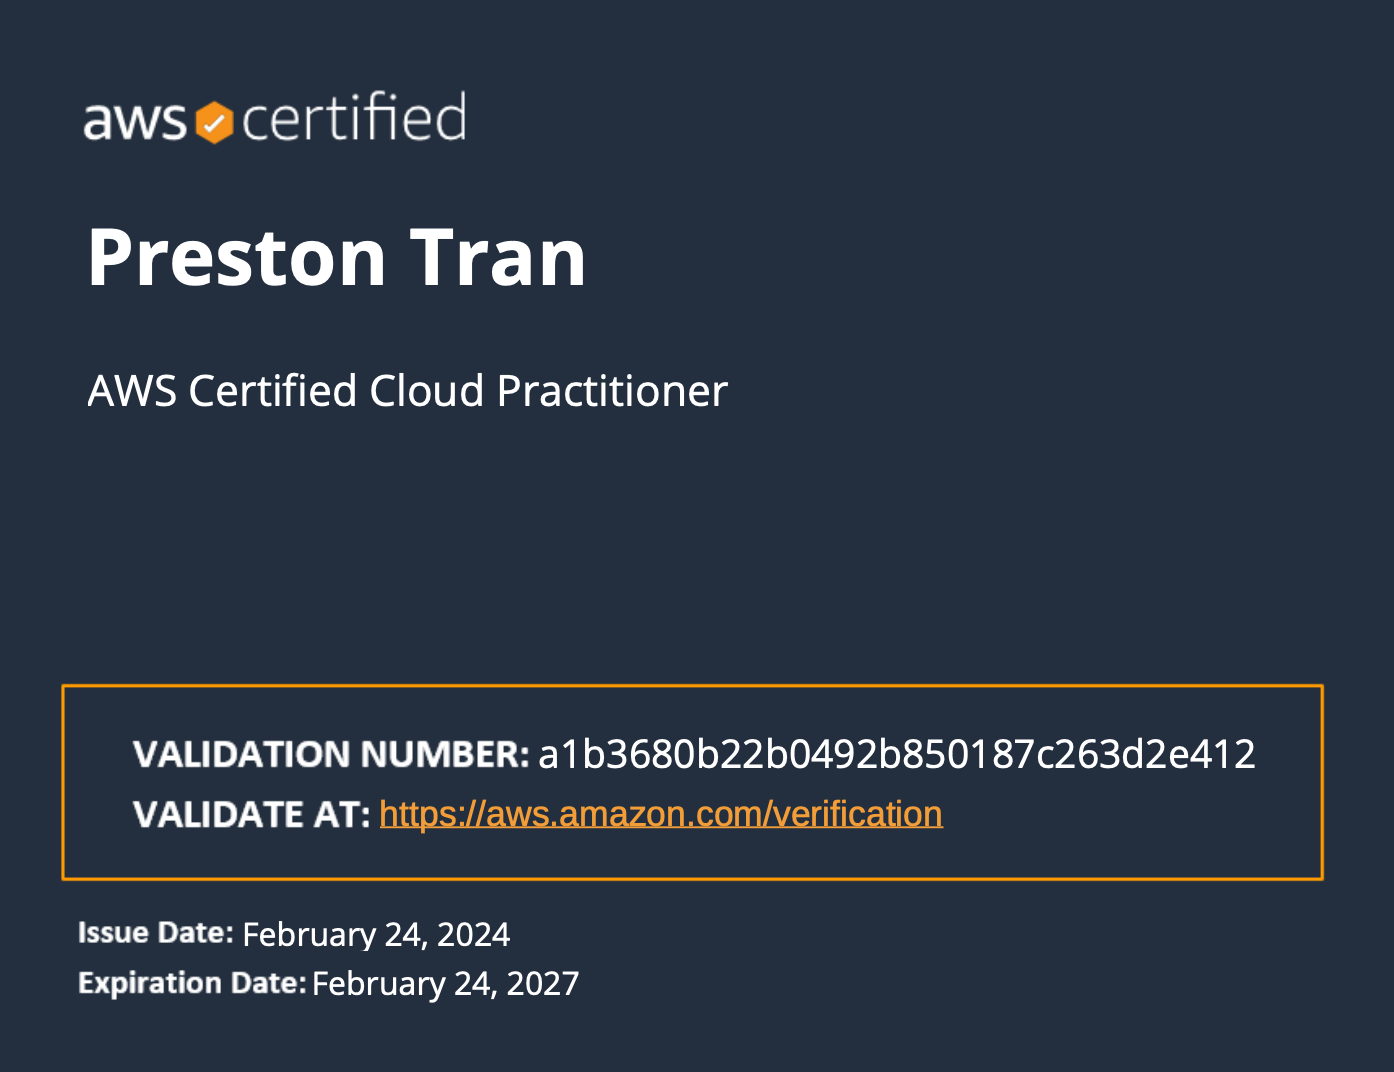 aws certified
Preston Tran
AWS Certified Cloud Practitioner
VALIDATION NUMBER: a1b3680b22b0492b850187c263d2e412
VALIDATE AT: https://aws.amazon.com/verification
Issue Date: February 24, 2024
Expiration Date: February 24, 2027